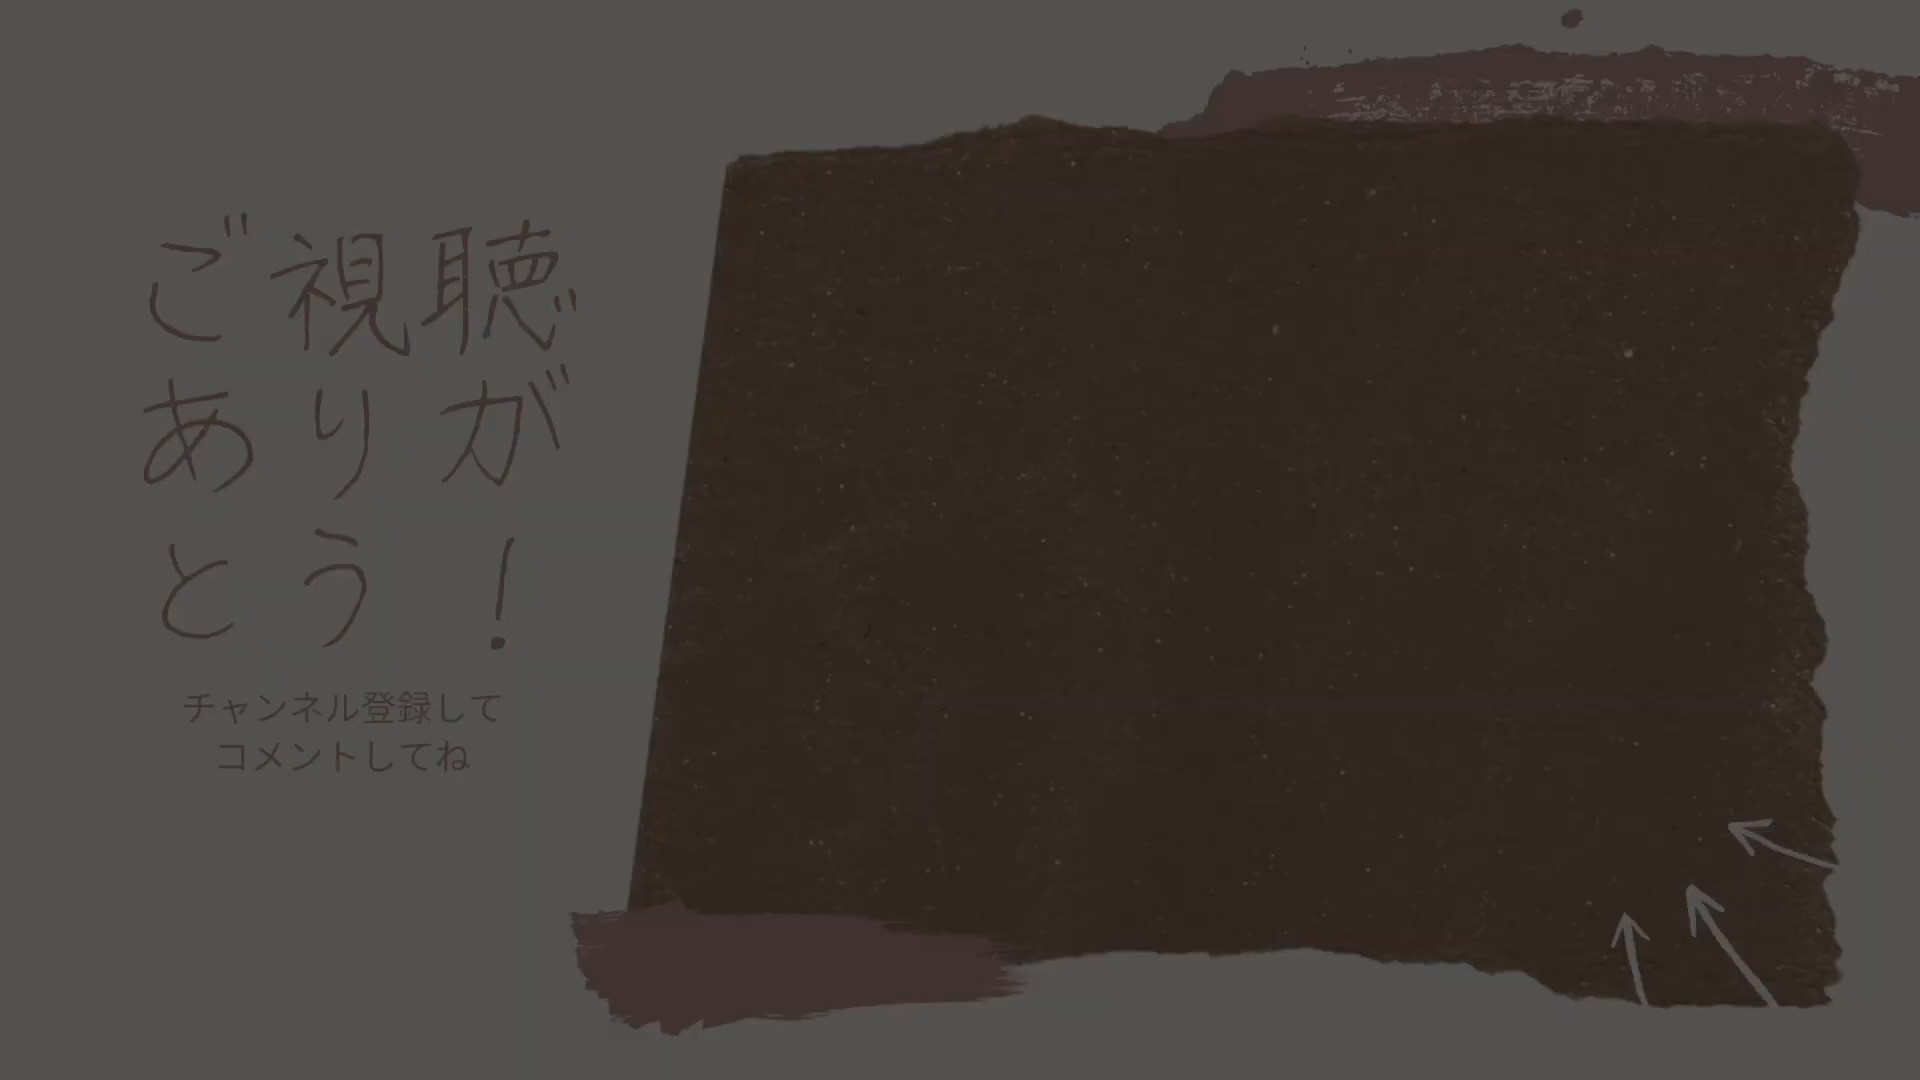 ご視聴
ありが
とう！
チャンネル登録して
コメントしてね